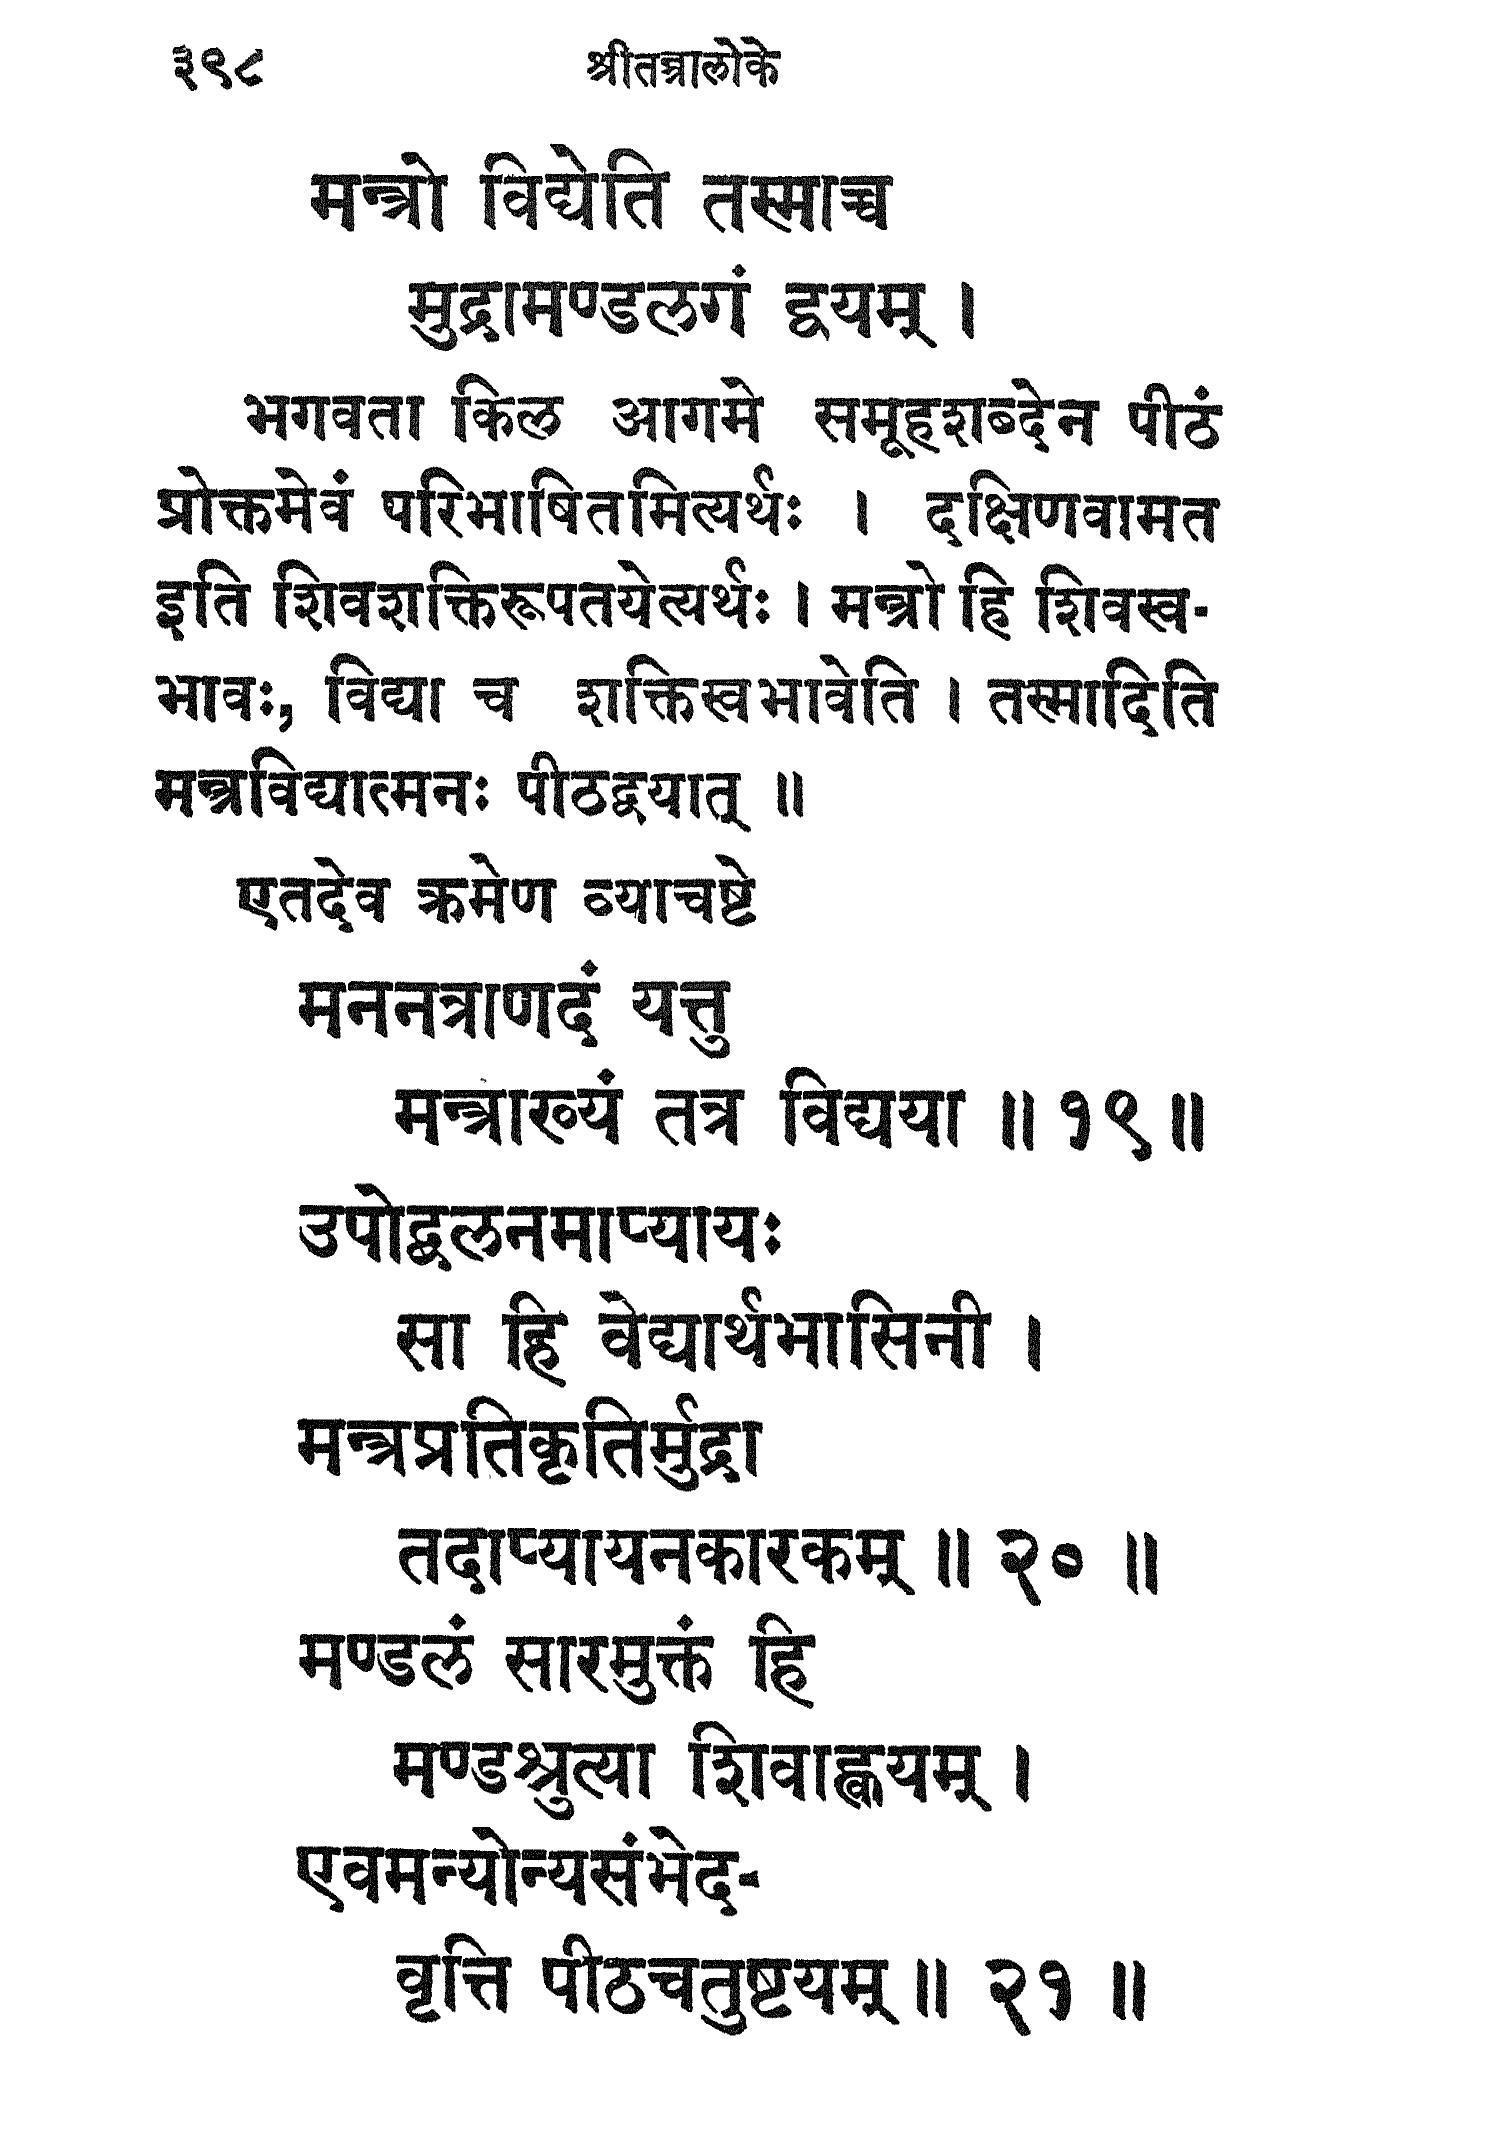 ३९८ श्रीतन्त्रालोके
मन्त्रो विद्येति तस्माच्च
मुद्रामण्डलगं द्वयम् ।
भगवता किल आगमे समूहशब्देन पीठं
प्रोक्तमेवं परिभाषितमित्यर्थः । दक्षिणवामत
इति शिवशक्तिरूपतयेत्यर्थः । मन्त्रो हि शिवस्व-
भावः, विद्या च शक्तिस्वभावेति । तस्मादिति
मन्त्रविद्यात्मनः पीठद्वयात् ॥
एतदेव क्रमेण व्याचष्टे
मननत्राणदं यत्तु
मन्त्राख्यं तत्र विद्यया ॥ १९ ॥
उपोद्बलनमाप्यायः
सा हि वेद्यार्थभासिनी ।
मन्त्रप्रतिकृतिर्मुद्रा
तदाप्यायनकारकम् ॥ २० ॥
मण्डलं सारमुक्तं हि
मण्डश्रुत्या शिवाह्वयम् ।
एवमन्योन्यसंभेद-
वृत्ति पीठचतुष्टयम् ॥ २१ ॥